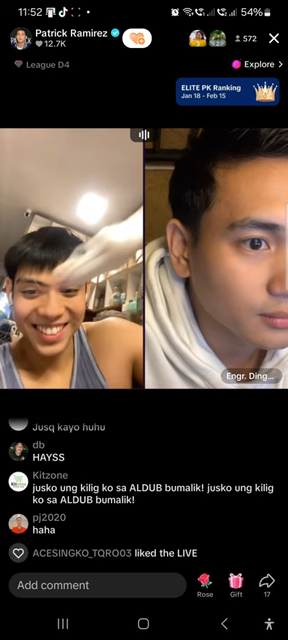 11:52
54%
Patrick Ramirez
12.7K
572
League D4
Explore >
ELITE PK Ranking
Jan 18 - Feb 15
Engr. Ding...
Jusq kayo huhu
db
HAYSS
Kitzone
jusko ung kilig ko sa ALDUB bumalik! jusko ung kilig
ko sa ALDUB bumalik!
pj2020
haha
ACESINGKO_TQRO03 liked the LIVE
Add comment
Rose
Gift
17